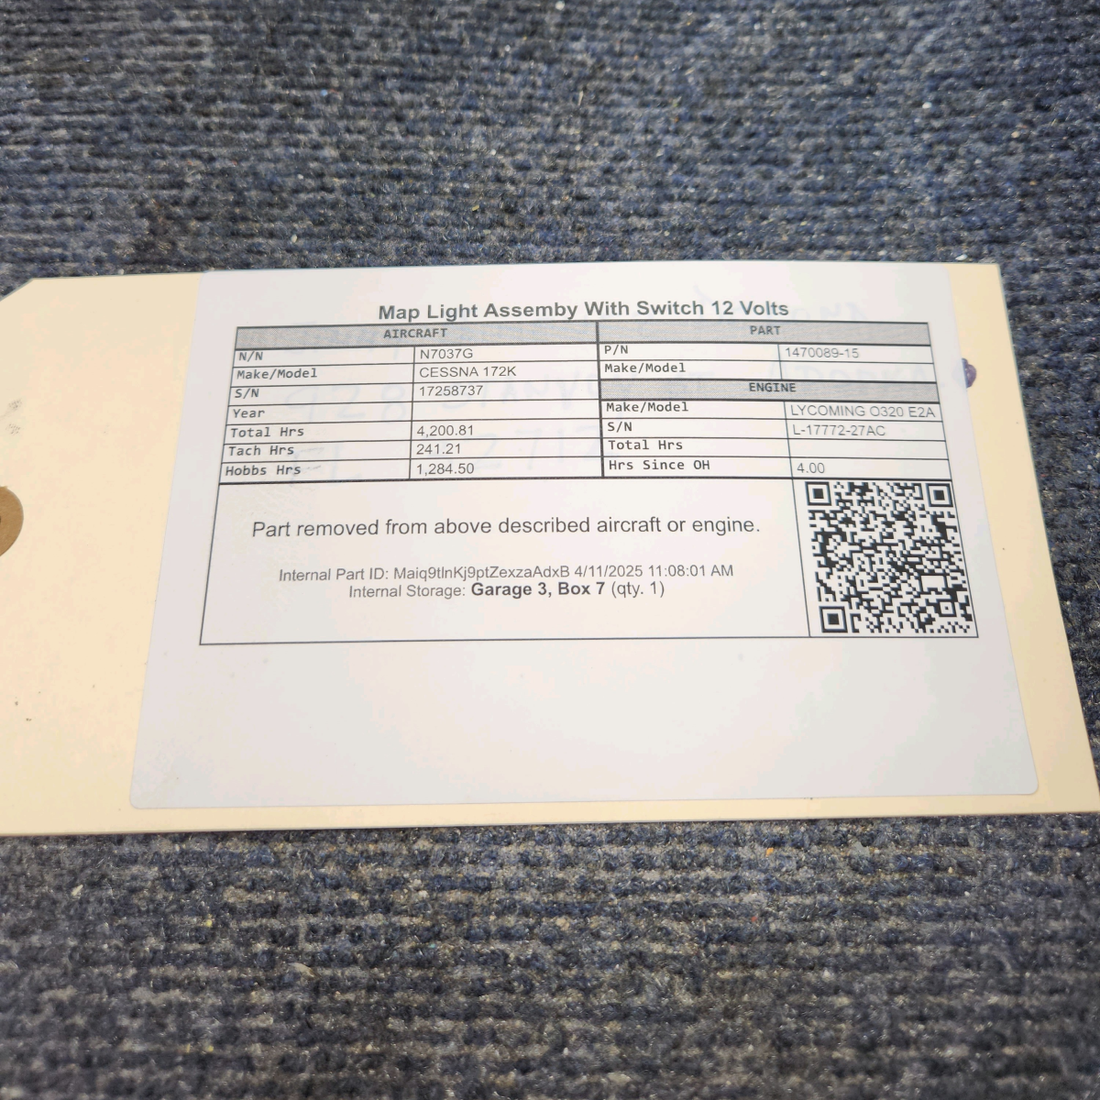 Map Light Assemby With Switch 12 Volts
AIRCRAFT
N/N N7037G
Make/Model CESSNA 172K
S/N 17258737
Year
Total Hrs 4,200.81
Tach Hrs 241.21
Hobbs Hrs 1,284.50
PART
P/N 1470089-15
Make/Model
ENGINE
Make/Model LYCOMING O320 E2A
S/N L-17772-27AC
Total Hrs
Hrs Since OH 4.00
Part removed from above described aircraft or engine.
Internal Part ID: Maiq9tlnKj9ptZexzaAdxB 4/11/2025 11:08:01 AM
Internal Storage: Garage 3, Box 7 (qty. 1)